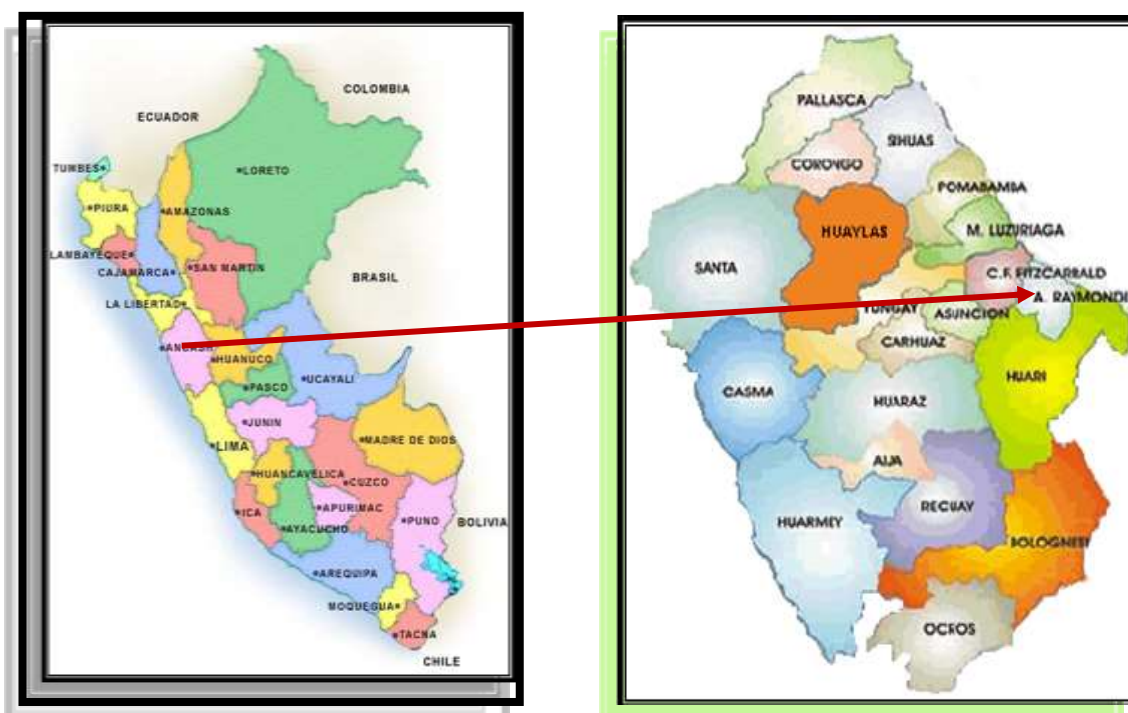 COLOMBIA
ECUADOR
TUMBES
LORETO
PIURA
AMAZONAS
LAMBAYEQUE
CAJAMARCA
SAN MARTIN
BRASIL
LA LIBERTAD
ANCASH
HUANUCO
UCAYALI
PASCO
JUNIN
LIMA
MADRE DE DIOS
HUANCAVELICA
CUZCO
ICA
APURIMAC
AYACUCHO
PUNO
BOLIVIA
AREQUIPA
MOQUEGUA
TACNA
CHILE
PALLASCA
SIHUAS
CORONGO
POMABAMBA
HUAYLAS
M. LUZURIAGA
SANTA
C.F. FITZCARRALD
A. RAYMONDI
YUNGAY
ASUNCION
CARHUAZ
HUARI
CASMA
HUARAZ
AIJA
RECUAY
HUARMEY
BOLOGNESI
OCROS